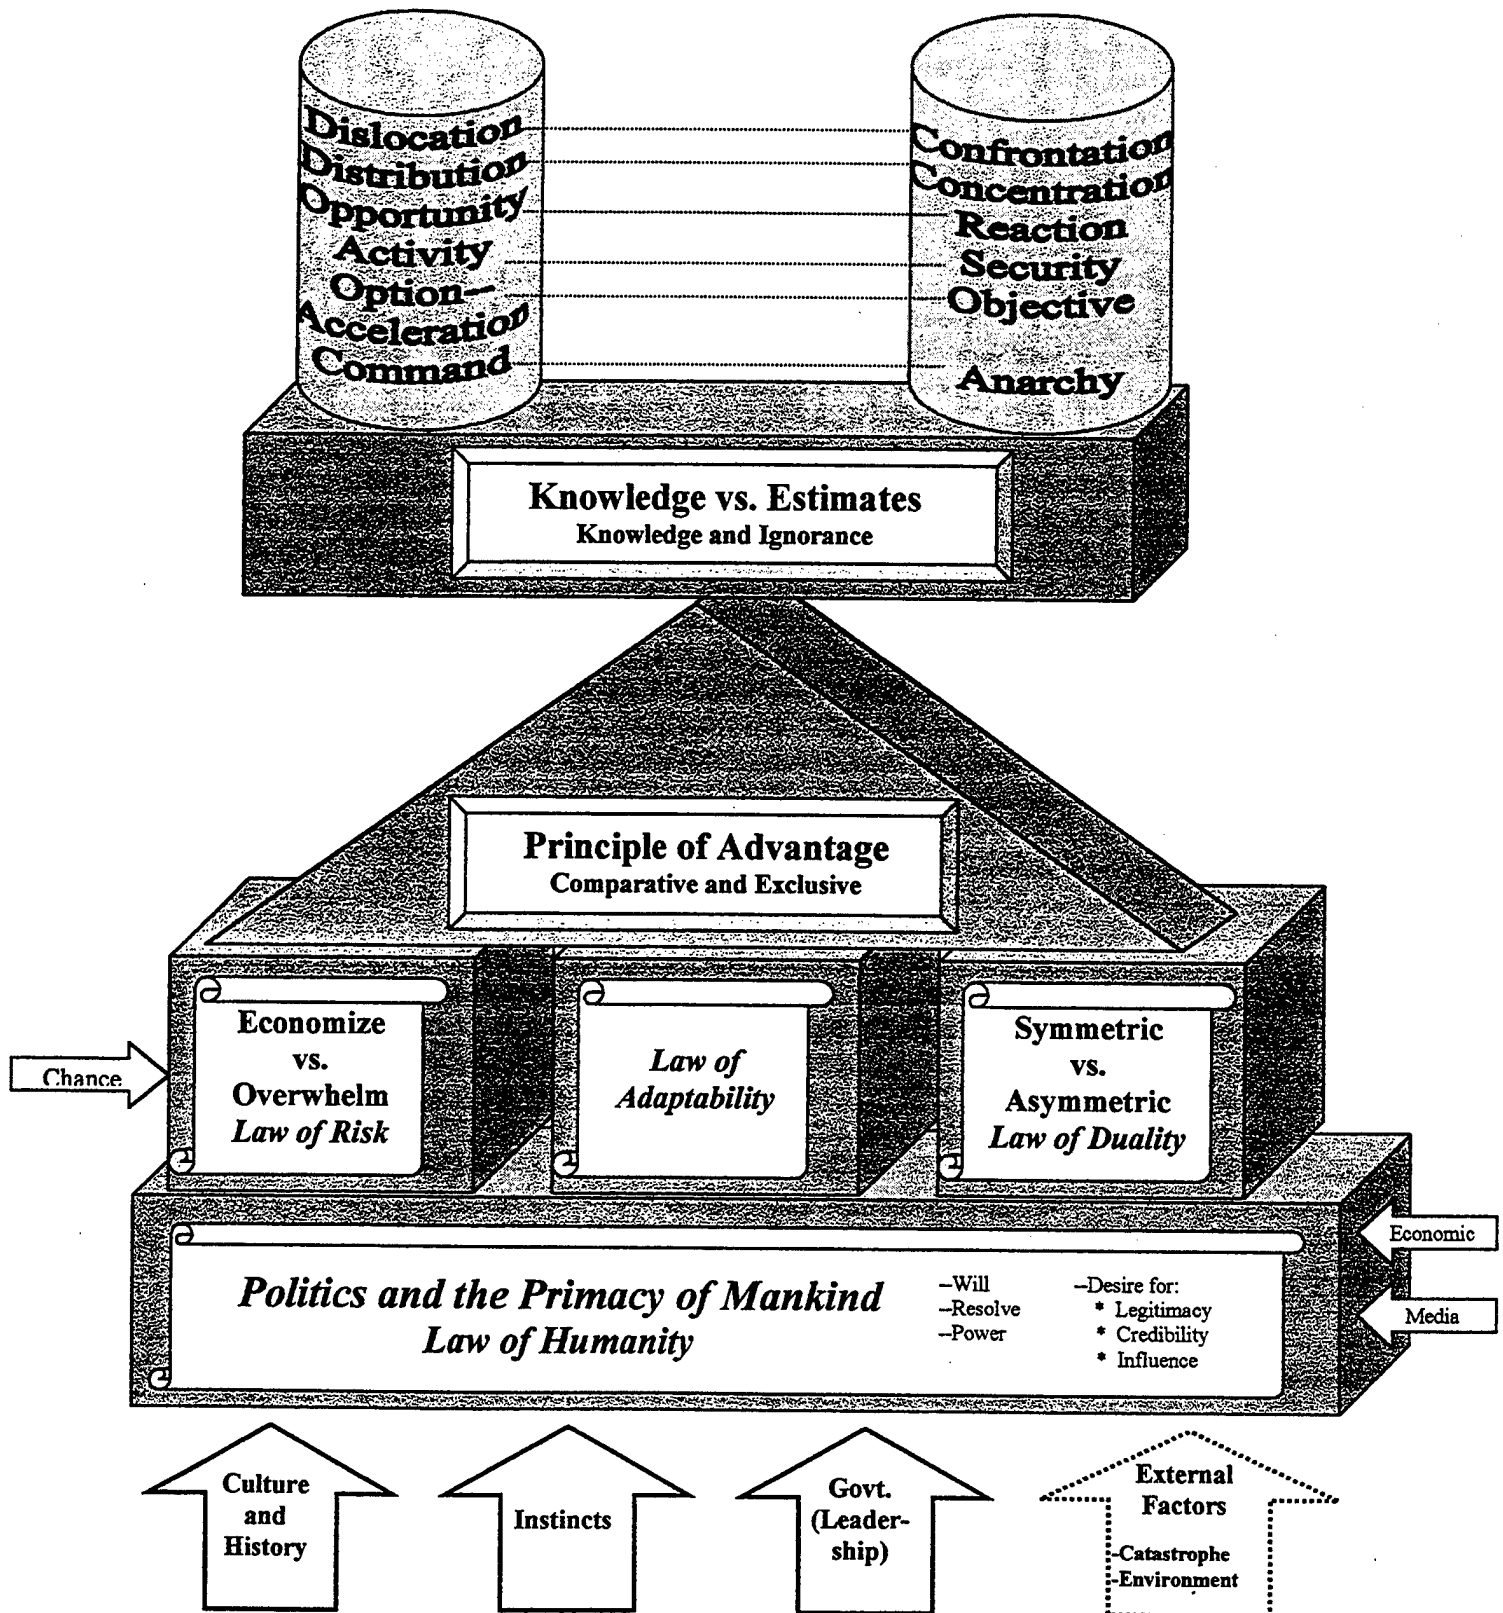 Dislocation
Distribution
Opportunity
Activity
Option--
Acceleration
Command
Confrontation
Concentration
Reaction
Security
Objective
Anarchy
Knowledge vs. Estimates
Knowledge and Ignorance
Principle of Advantage
Comparative and Exclusive
Chance
Economize
vs.
Overwhelm
Law of Risk
Law of
Adaptability
Symmetric
vs.
Asymmetric
Law of Duality
Politics and the Primacy of Mankind
Law of Humanity
--Will
--Resolve
--Power
--Desire for:
* Legitimacy
* Credibility
* Influence
Economic
Media
Culture
and
History
Instincts
Govt.
(Leader-
ship)
External
Factors
-Catastrophe
-Environment